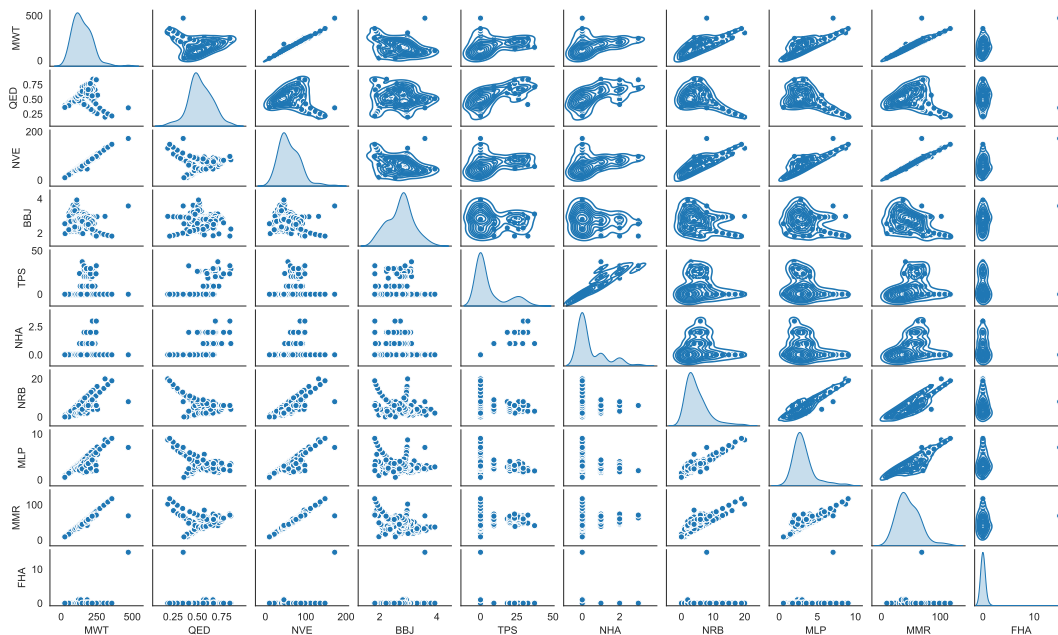 MWT 500 0
QED 0.75 0.50 0.25
NVE 200 0
BBJ 4 2
TPS 50 0
NHA 2.5 0.0
NRB 20 0
MLP 10 0
MMR 100 0
FHA 10 0
0 250 500 0.25 0.50 0.75 0 100 200 2 4 0 20 40 0 2 0 10 20 0 5 10 0 50 100 0 10
MWT QED NVE BBJ TPS NHA NRB MLP MMR FHA